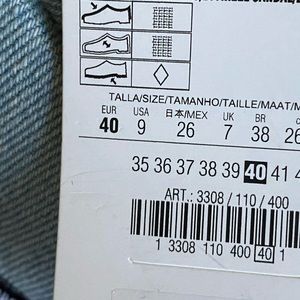 TALLA/SIZE/TAMANHO/TAILLE/MAAT/
EUR USA 日本/MEX UK BR
40 9 26 7 38 26
35 36 37 38 39 40 41
ART.: 3308 / 110 / 400
1 3308 110 400 40 1